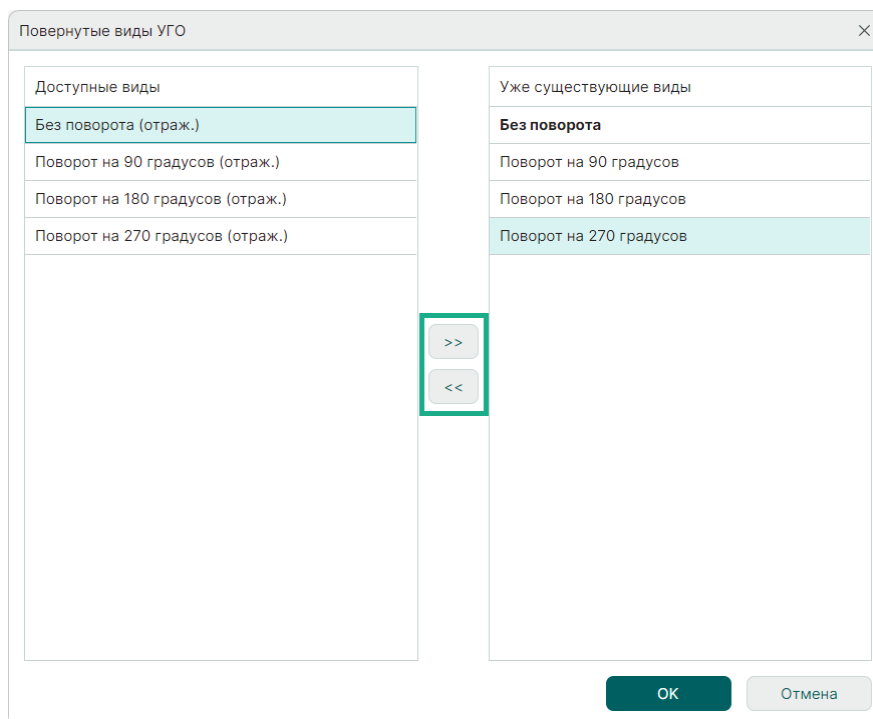 Повернутые виды УГО
Доступные виды
Без поворота (отраж.)
Поворот на 90 градусов (отраж.)
Поворот на 180 градусов (отраж.)
Поворот на 270 градусов (отраж.)
>>
<<
Уже существующие виды
Без поворота
Поворот на 90 градусов
Поворот на 180 градусов
Поворот на 270 градусов
ОК
Отмена